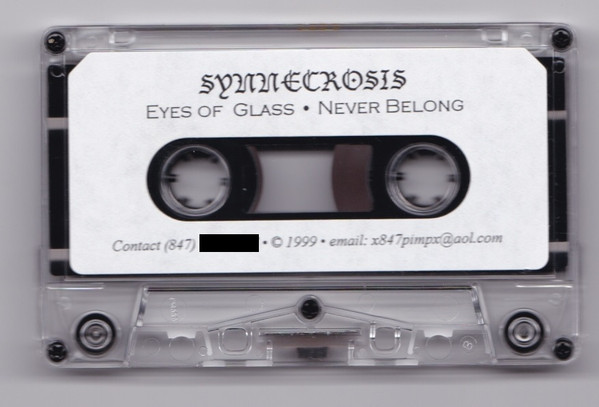 SYNNECROSIS
EYES OF GLASS • NEVER BELONG
Contact (847) • © 1999 • email: x847pimpx@aol.com